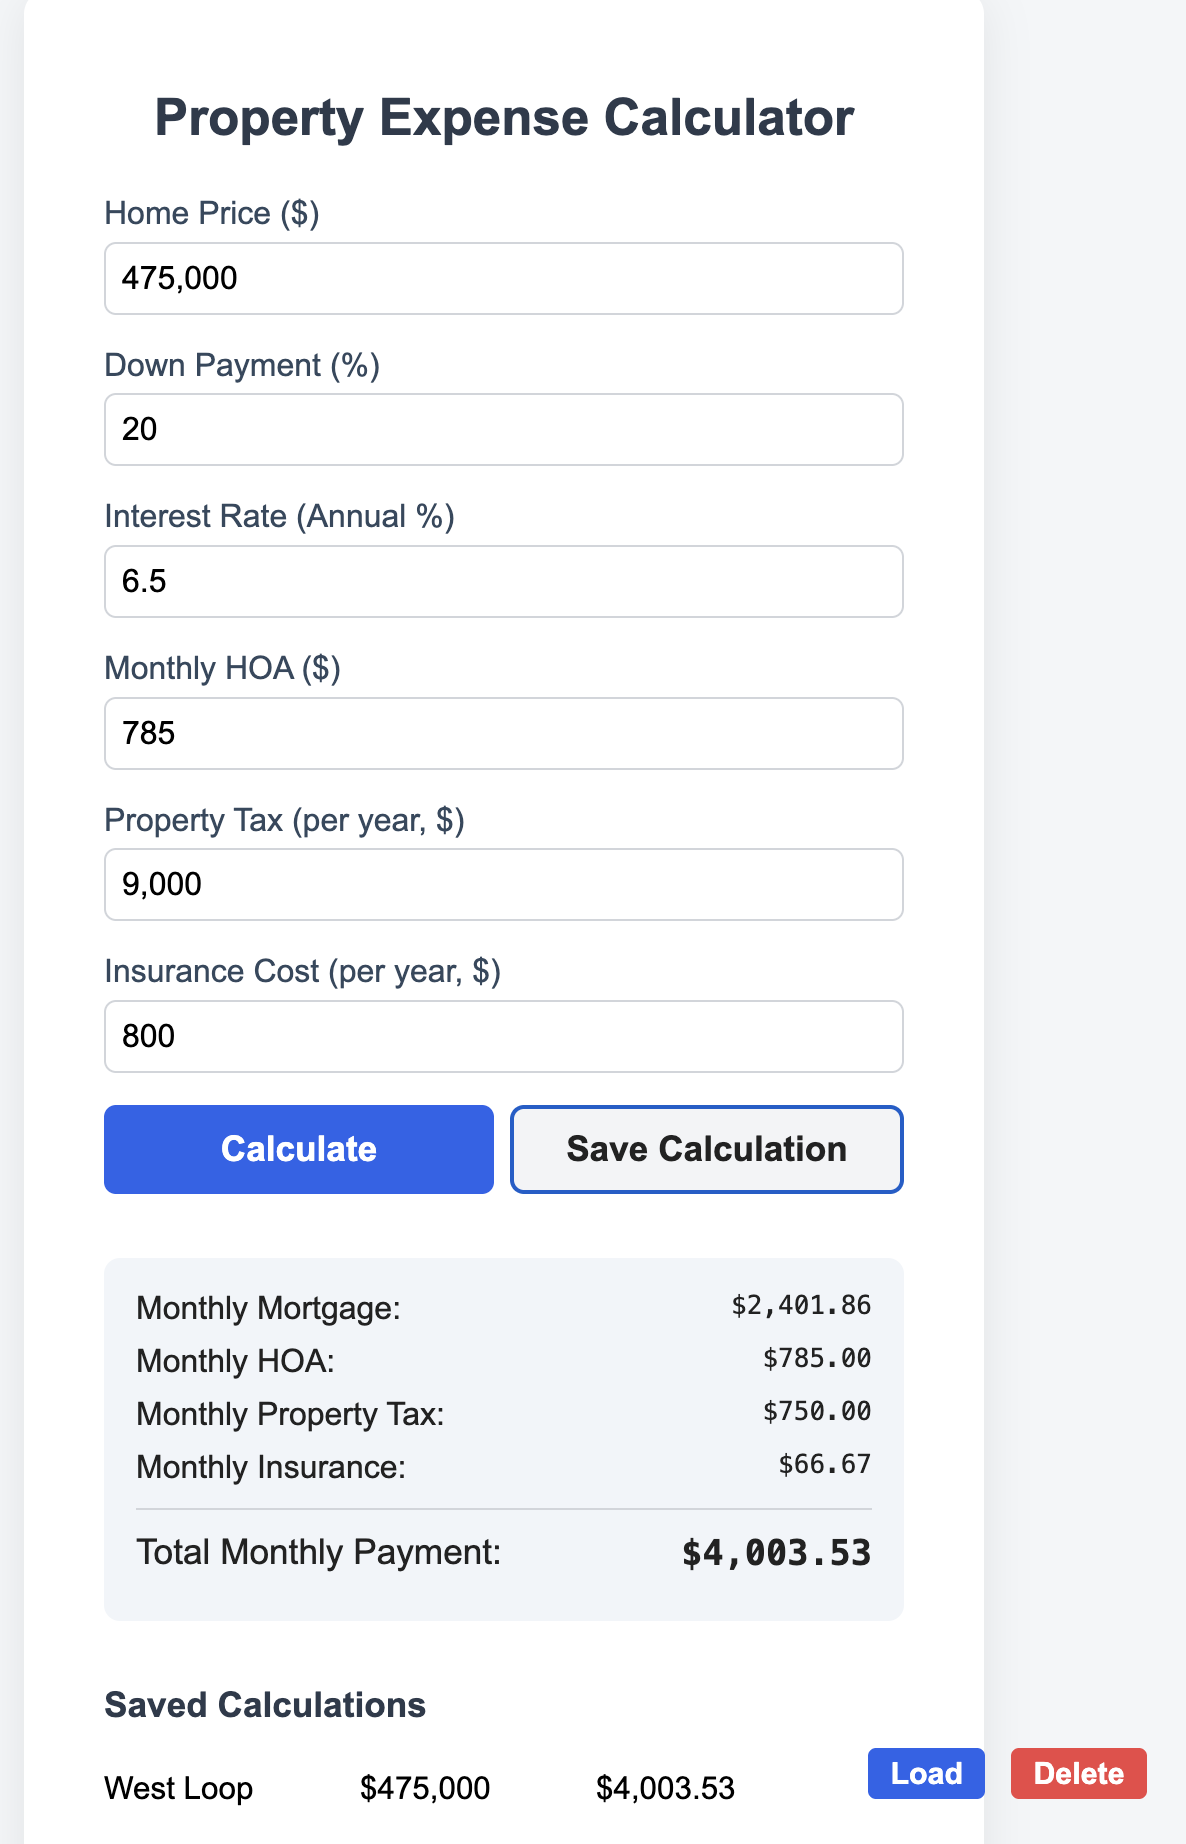 Property Expense Calculator
Home Price ($)
475,000
Down Payment (%)
20
Interest Rate (Annual %)
6.5
Monthly HOA ($)
785
Property Tax (per year, $)
9,000
Insurance Cost (per year, $)
800
Calculate Save Calculation
Monthly Mortgage: $2,401.86
Monthly HOA: $785.00
Monthly Property Tax: $750.00
Monthly Insurance: $66.67
Total Monthly Payment: $4,003.53
Saved Calculations
West Loop $475,000 $4,003.53 Load Delete